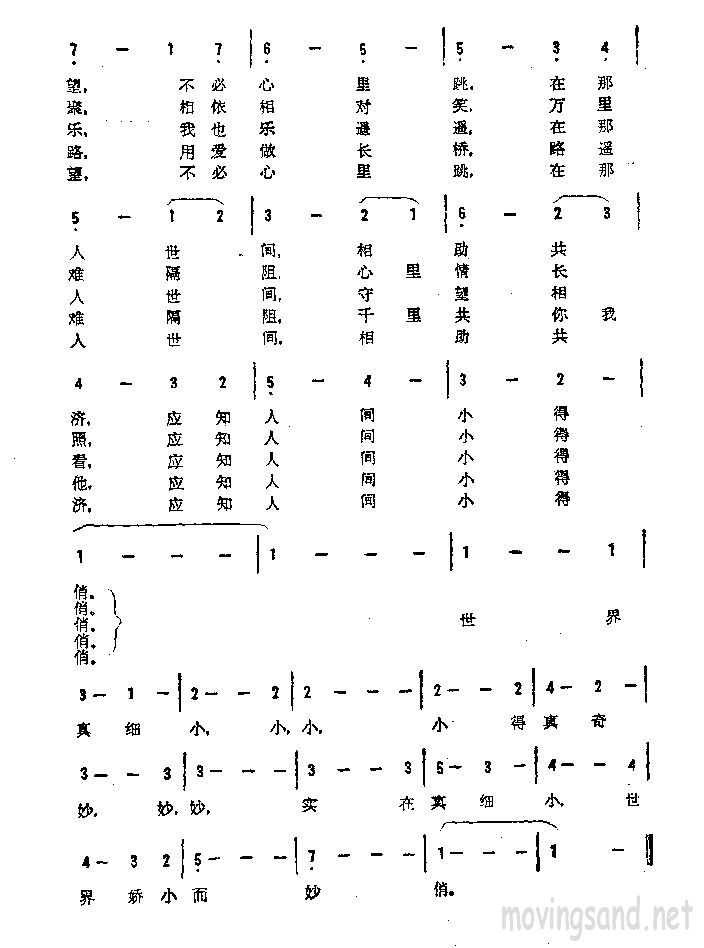 7 — 1 7 | 6 — 5 — | 5 — 3 4 |
望， 不 必 心 里 跳， 在 那
聚， 相 依 相 对 笑， 万 里
乐， 我 也 乐 逍 遥， 在 那
路， 用 爱 做 长 桥， 路 遥
望， 不 必 心 里 跳， 在 那
5 — 1 2 | 3 — 2 1 | 6 — 2 3 |
人 世 间， 相 助 共
难 隔 阻， 心 里 情 长
人 世 间， 守 望 相
难 隔 阻， 千 里 共 你 我
人 世 间， 相 助 共
4 — 3 2 | 5 — 4 — | 3 — 2 — |
济， 应 知 人 间 小 得
照， 应 知 人 间 小 得
看， 应 知 人 间 小 得
他， 应 知 人 间 小 得
济， 应 知 人 间 小 得
1 — — — | 1 — — — | 1 — — 1 |
俏。
俏。
俏。 世 界
俏。
俏。
3 — 1 — | 2 — — 2 | 2 — — — | 2 — — 2 | 4 — 2 — |
真 细 小， 小， 小， 小 得 真 奇
3 — — 3 | 3 — — — | 3 — — 3 | 5 — 3 — | 4 — — 4 |
妙， 妙， 妙， 实 在 真 细 小， 世
4 — 3 2 | 5 — — — | 7 — — — | 1 — — — | 1 — — ‖
界 娇 小 而 妙 俏。
movingsand.net